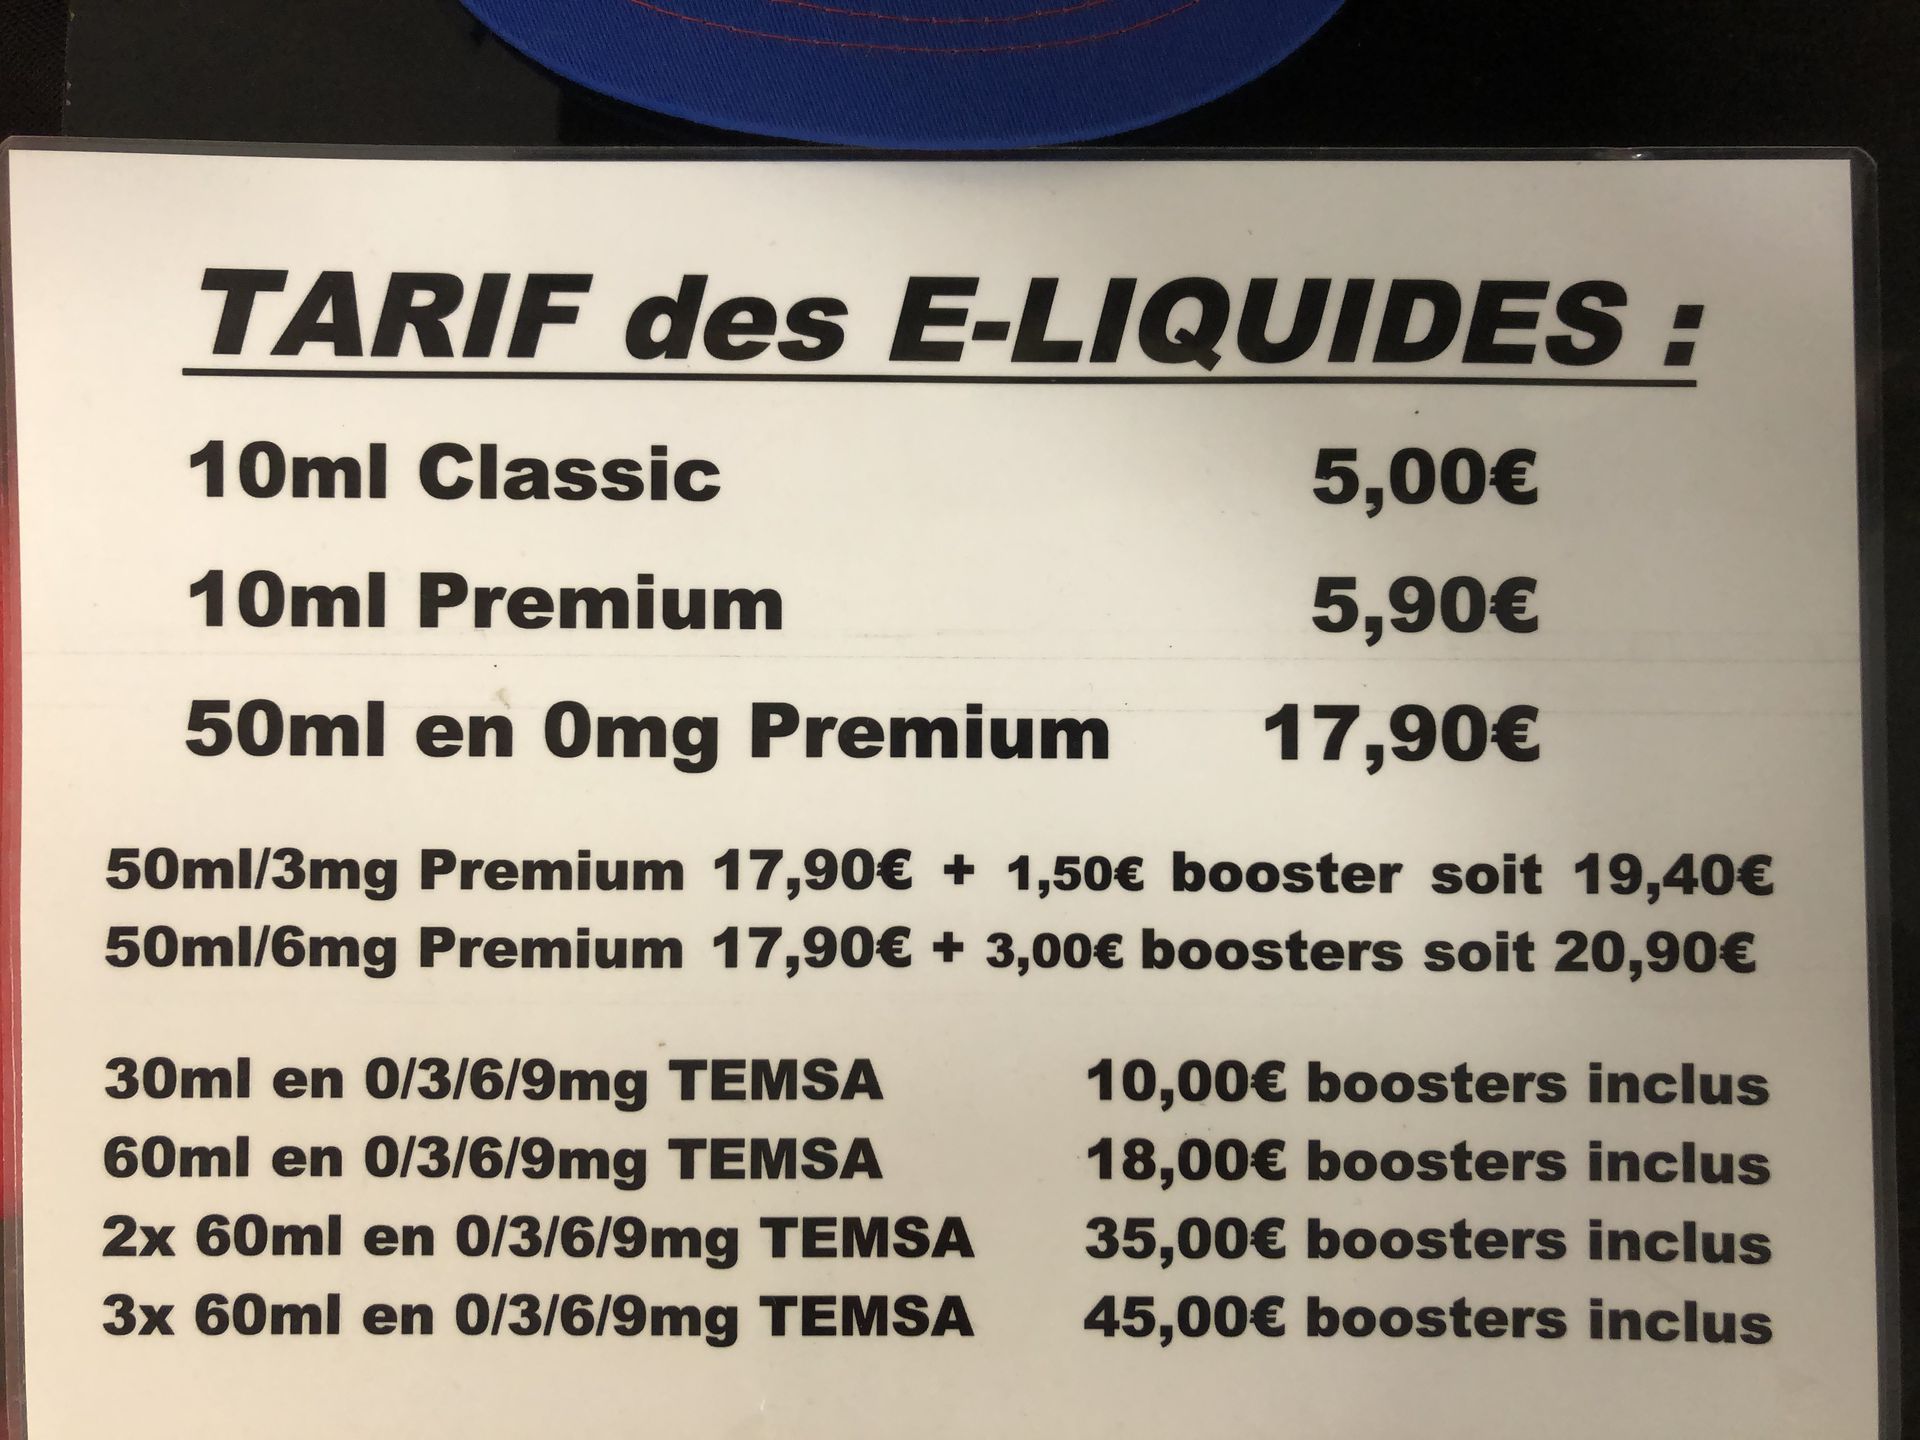 TARIF des E-LIQUIDES :
10ml Classic 5,00€
10ml Premium 5,90€
50ml en 0mg Premium 17,90€
50ml/3mg Premium 17,90€ + 1,50€ booster soit 19,40€
50ml/6mg Premium 17,90€ + 3,00€ boosters soit 20,90€
30ml en 0/3/6/9mg TEMSA 10,00€ boosters inclus
60ml en 0/3/6/9mg TEMSA 18,00€ boosters inclus
2x 60ml en 0/3/6/9mg TEMSA 35,00€ boosters inclus
3x 60ml en 0/3/6/9mg TEMSA 45,00€ boosters inclus